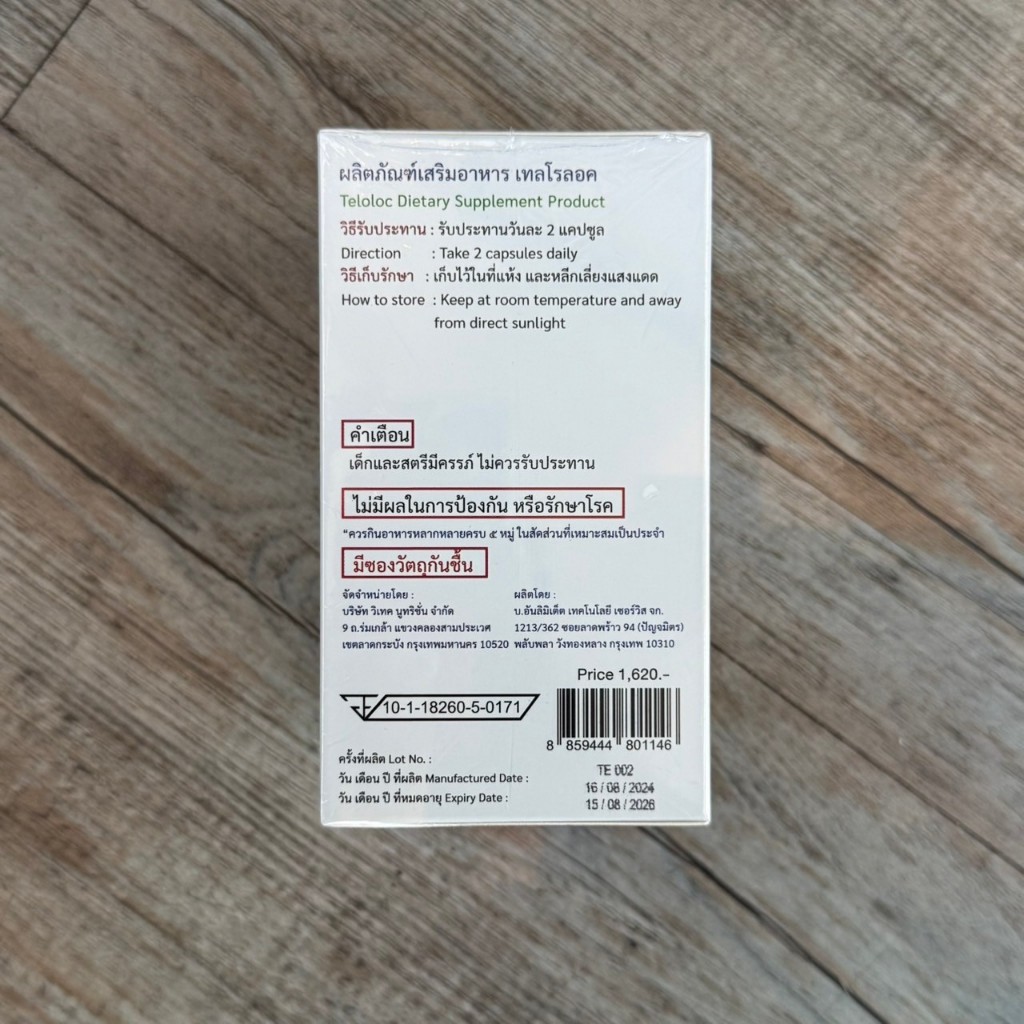 ผลิตภัณฑ์เสริมอาหาร เทลโรลอค
Teloloc Dietary Supplement Product
วิธีรับประทาน : รับประทานวันละ 2 แคปซูล
Direction : Take 2 capsules daily
วิธีเก็บรักษา : เก็บไว้ในที่แห้ง และหลีกเลี่ยงแสงแดด
How to store : Keep at room temperature and away
from direct sunlight
คำเตือน
เด็กและสตรีมีครรภ์ ไม่ควรรับประทาน
ไม่มีผลในการป้องกัน หรือรักษาโรค
"ควรกินอาหารหลากหลายครบ ๕ หมู่ ในสัดส่วนที่เหมาะสมเป็นประจำ
มีซองวัตถุกันชื้น
จัดจำหน่ายโดย :
บริษัท วิเทค นูทริชั่น จำกัด
9 ถ.ร่มเกล้า แขวงคลองสามประเวศ
เขตลาดกระบัง กรุงเทพมหานคร 10520
ผลิตโดย :
บ.อันลิมิเต็ด เทคโนโลยี เซอร์วิส จก.
1213/362 ซอยลาดพร้าว 94 (ปัญจมิตร)
พลับพลา วังทองหลาง กรุงเทพ 10310
Price 1,620.-
10-1-18260-5-0171
8 859444 801146
ครั้งที่ผลิต Lot No. : TE 002
วัน เดือน ปี ที่ผลิต Manufactured Date : 16 / 08 / 2024
วัน เดือน ปี ที่หมดอายุ Expiry Date : 15 / 08 / 2026